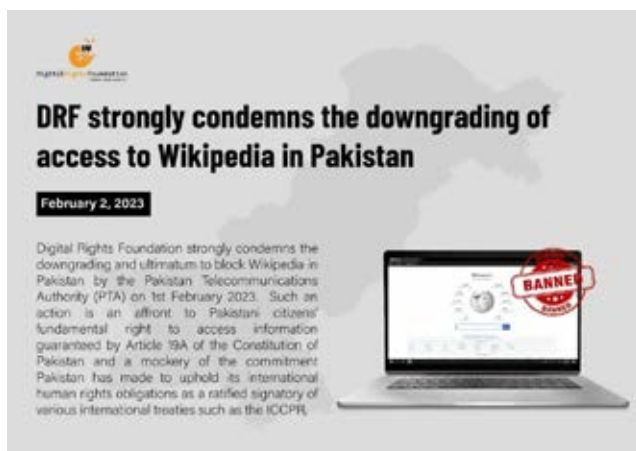 Digital Rights Foundation
DRF strongly condemns the downgrading of
access to Wikipedia in Pakistan
February 2, 2023
Digital Rights Foundation strongly condemns the
downgrading and ultimatum to block Wikipedia in
Pakistan by the Pakistan Telecommunications
Authority (PTA) on 1st February 2023. Such an
action is an affront to Pakistani citizens'
fundamental right to access information
guaranteed by Article 19A of the Constitution of
Pakistan and a mockery of the commitment
Pakistan has made to uphold its international
human rights obligations as a ratified signatory of
various international treaties such as the ICCPR.
BANNED
BANNED